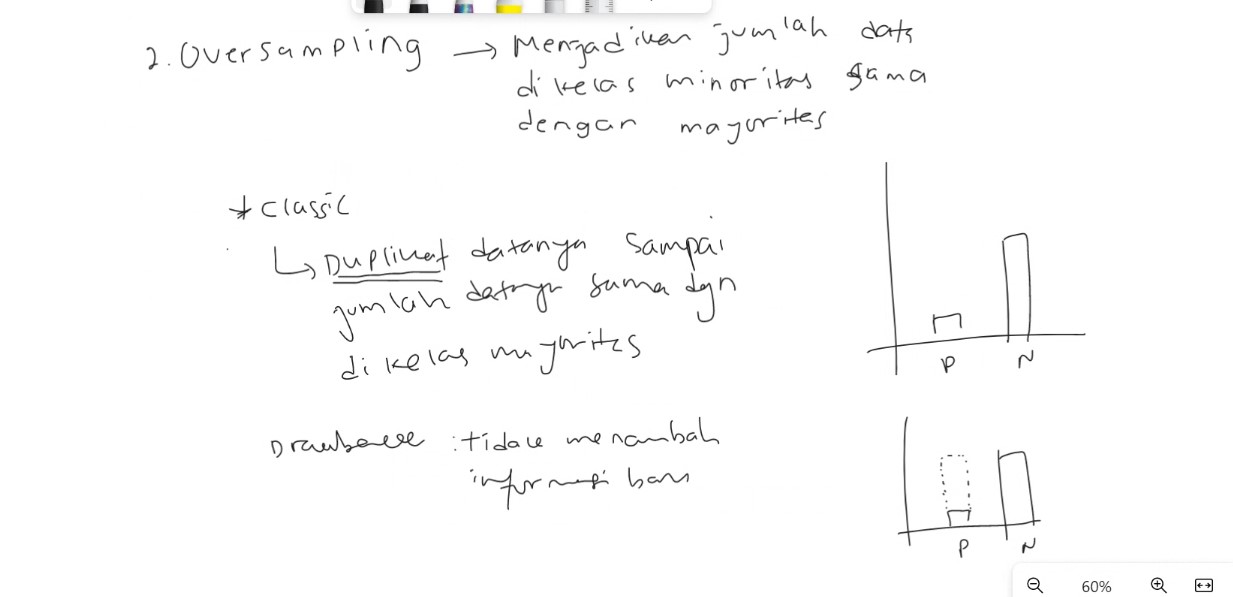 2. Oversampling → Menjadikan jumlah data
di kelas minoritas sama
dengan mayoritas
* Classic
↳ Duplikat datanya sampai
jumlah datanya sama dgn
di kelas mayoritas
Drawback : tidak menambah
informasi baru
P N
P N
60%